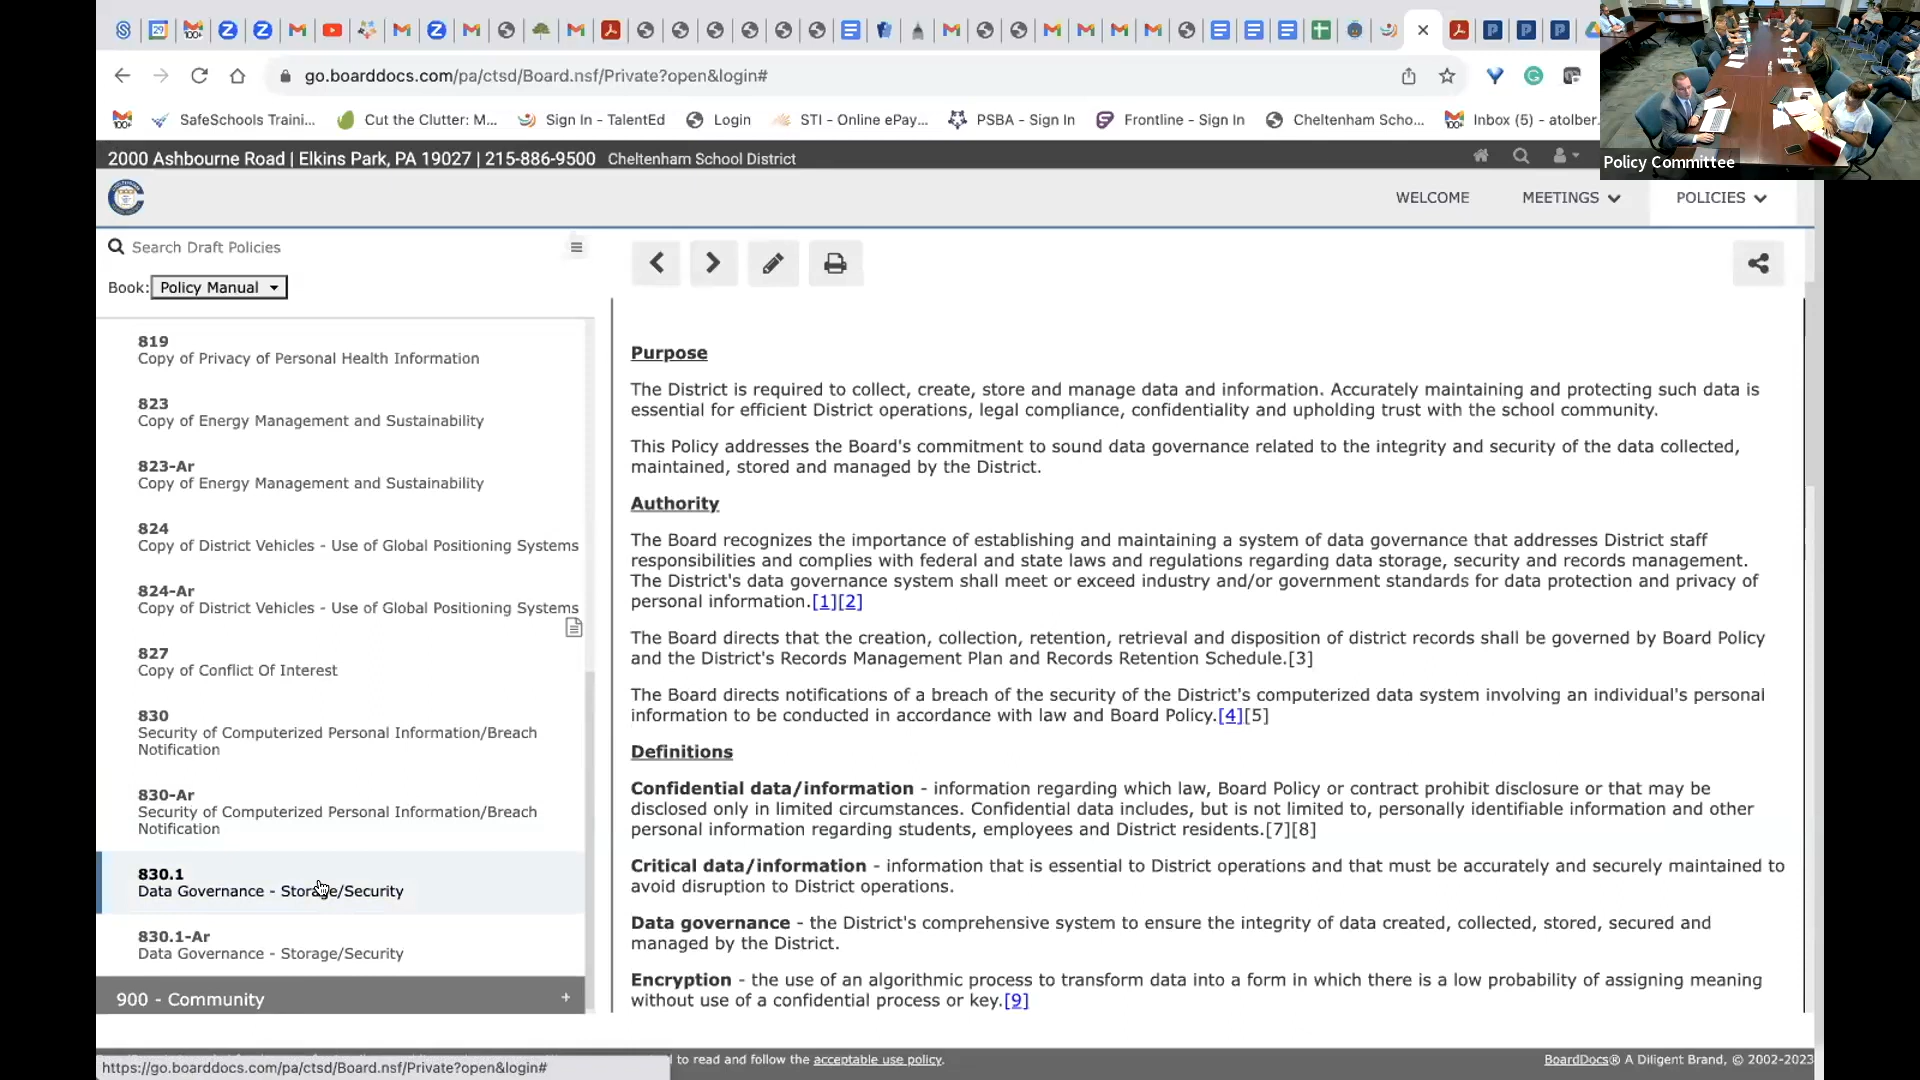 go.boarddocs.com/pa/ctsd/Board.nsf/Private?open&login#
SafeSchools Traini...
Cut the Clutter: M...
Sign In - TalentEd
Login
STI - Online ePay...
PSBA - Sign In
Frontline - Sign In
Cheltenham Scho...
Inbox (5) - atolber...
Policy Committee
2000 Ashbourne Road | Elkins Park, PA 19027 | 215-886-9500 Cheltenham School District
WELCOME
MEETINGS
POLICIES
Search Draft Policies
Book: Policy Manual
819
Copy of Privacy of Personal Health Information
823
Copy of Energy Management and Sustainability
823-Ar
Copy of Energy Management and Sustainability
824
Copy of District Vehicles - Use of Global Positioning Systems
824-Ar
Copy of District Vehicles - Use of Global Positioning Systems
827
Copy of Conflict Of Interest
830
Security of Computerized Personal Information/Breach
Notification
830-Ar
Security of Computerized Personal Information/Breach
Notification
830.1
Data Governance - Storage/Security
830.1-Ar
Data Governance - Storage/Security
900 - Community +
Purpose
The District is required to collect, create, store and manage data and information. Accurately maintaining and protecting such data is
essential for efficient District operations, legal compliance, confidentiality and upholding trust with the school community.
This Policy addresses the Board's commitment to sound data governance related to the integrity and security of the data collected,
maintained, stored and managed by the District.
Authority
The Board recognizes the importance of establishing and maintaining a system of data governance that addresses District staff
responsibilities and complies with federal and state laws and regulations regarding data storage, security and records management.
The District's data governance system shall meet or exceed industry and/or government standards for data protection and privacy of
personal information.[1][2]
The Board directs that the creation, collection, retention, retrieval and disposition of district records shall be governed by Board Policy
and the District's Records Management Plan and Records Retention Schedule.[3]
The Board directs notifications of a breach of the security of the District's computerized data system involving an individual's personal
information to be conducted in accordance with law and Board Policy.[4][5]
Definitions
Confidential data/information - information regarding which law, Board Policy or contract prohibit disclosure or that may be
disclosed only in limited circumstances. Confidential data includes, but is not limited to, personally identifiable information and other
personal information regarding students, employees and District residents.[7][8]
Critical data/information - information that is essential to District operations and that must be accurately and securely maintained to
avoid disruption to District operations.
Data governance - the District's comprehensive system to ensure the integrity of data created, collected, stored, secured and
managed by the District.
Encryption - the use of an algorithmic process to transform data into a form in which there is a low probability of assigning meaning
without use of a confidential process or key.[9]
https://go.boarddocs.com/pa/ctsd/Board.nsf/Private?open&login#
to read and follow the acceptable use policy.
BoardDocs® A Diligent Brand, © 2002-2023